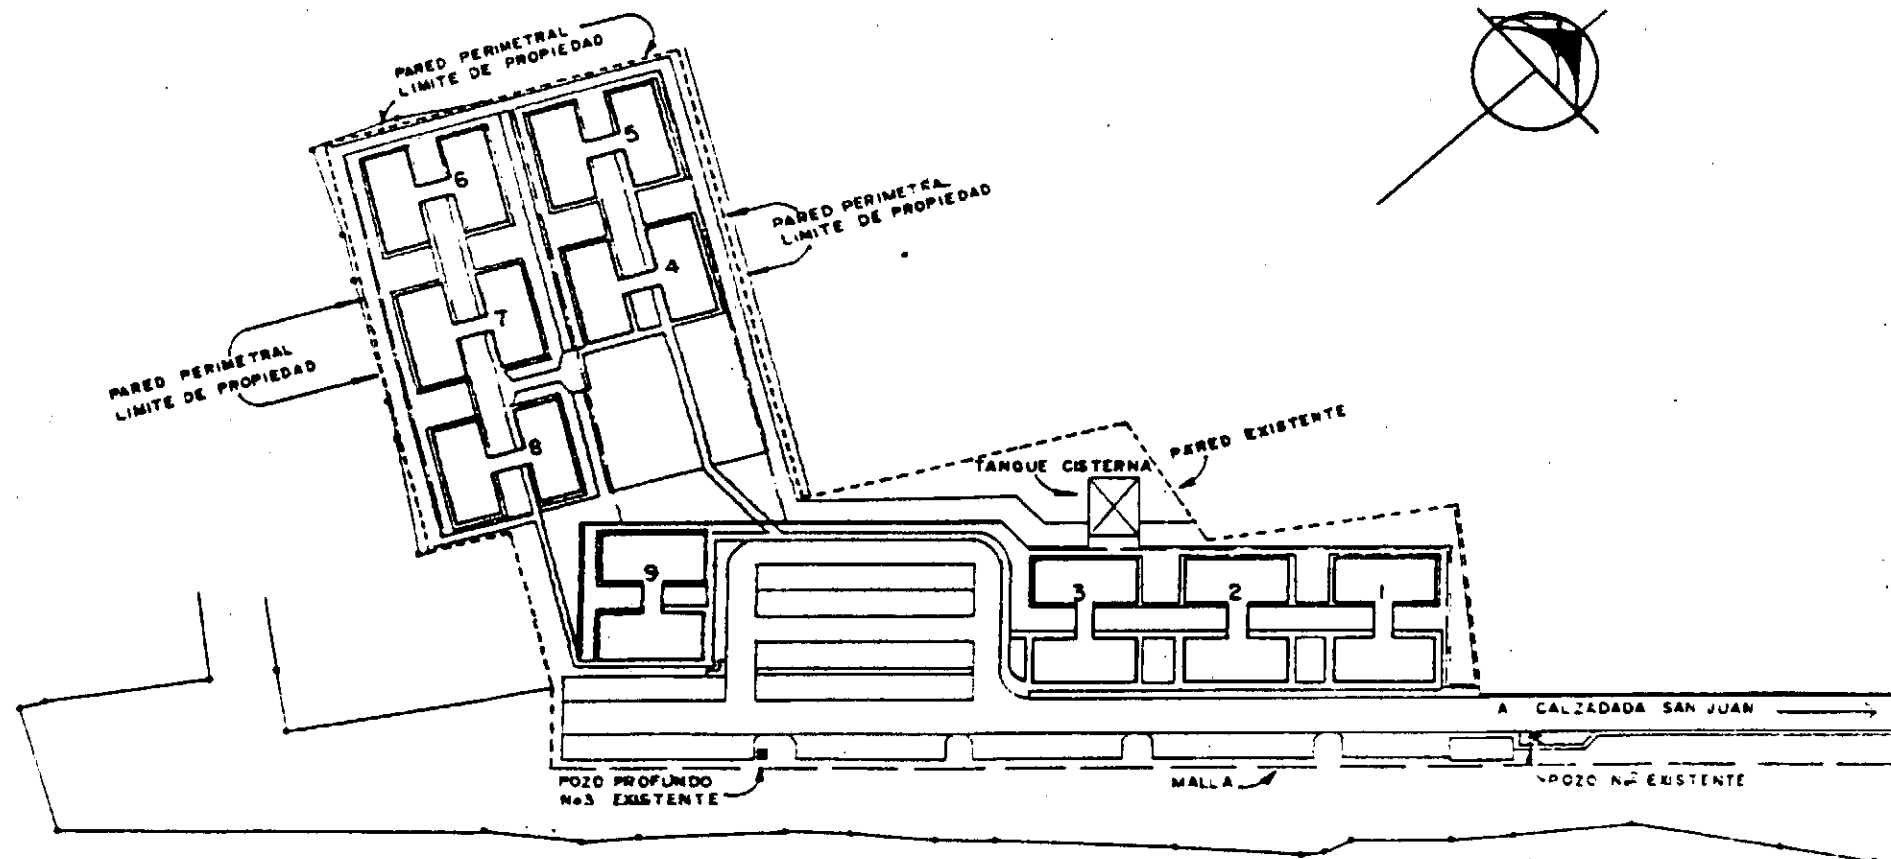 PARED PERIMETRAL
LIMITE DE PROPIEDAD
5
6
PARED PERIMETRAL
LIMITE DE PROPIEDAD
4
7
PARED PERIMETRAL
LIMITE DE PROPIEDAD
8
PARED EXISTENTE
TANQUE CISTERNA
9
3
2
1
A CALZADADA SAN JUAN
POZO PROFUNDO
No3 EXISTENTE
MALLA
POZO Nº EXISTENTE